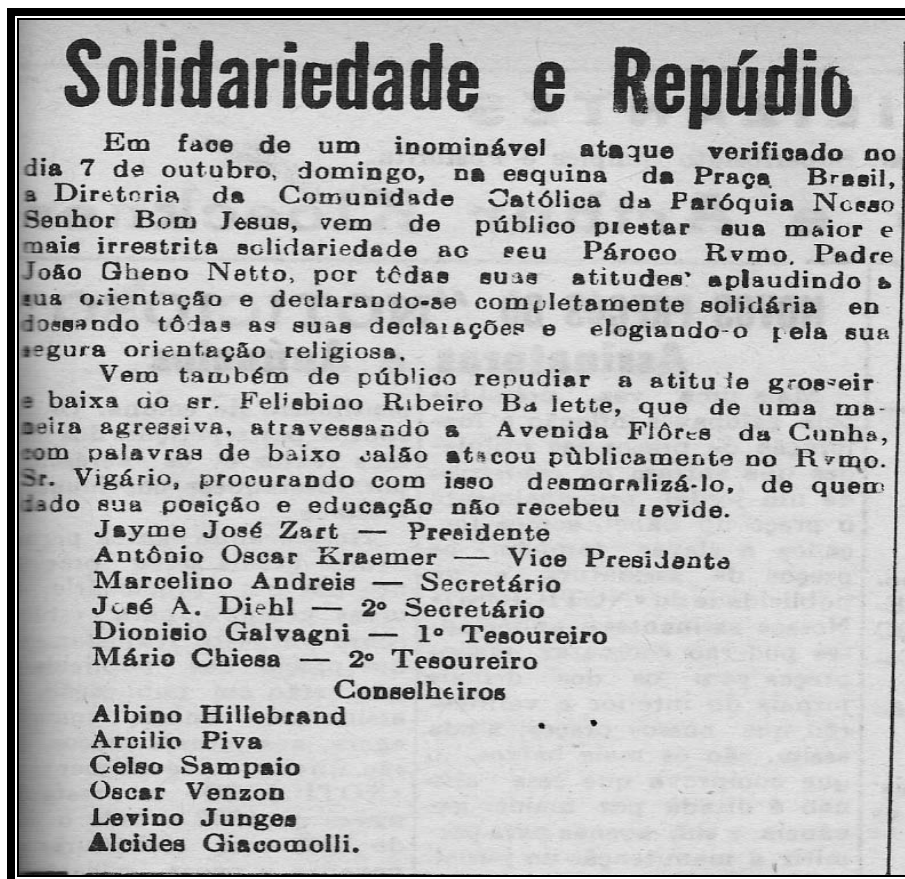 Solidariedade e Repúdio
Em face de um inominável ataque verificado no
dia 7 de outubro, domingo, na esquina da Praça Brasil,
a Diretoria da Comunidade Católica da Paróquia Nosso
Senhor Bom Jesus, vem de público prestar sua maior e
mais irrestrita solidariedade ao seu Pároco Rvmo. Padre
João Gheno Netto, por tôdas suas atitudes aplaudindo a
sua orientação e declarando-se completamente solidária en
dossando tôdas as suas declarações e elogiando-o pela sua
segura orientação religiosa.
Vem também de público repudiar a atitude grosseir
e baixa do sr. Felisbino Ribeiro que de uma ma-
neira agressiva, atravessando a Avenida Flôres da Cunha,
com palavras de baixo calão atacou pùblicamente no Rvmo.
Sr. Vigário, procurando com isso desmoralizá-lo, de quem
dado sua posição e educação não recebeu revide.
Jayme José Zart — Presidente
Antônio Oscar Kraemer — Vice Presidente
Marcelino Andreis — Secretário
José A. Diehl — 2º Secretário
Dionisio Galvagni — 1º Tesoureiro
Mário Chiesa — 2º Tesoureiro
Conselheiros
Albino Hillebrand
Arcilio Piva
Celso Sampaio
Oscar Venzon
Levino Junges
Alcides Giacomolli.